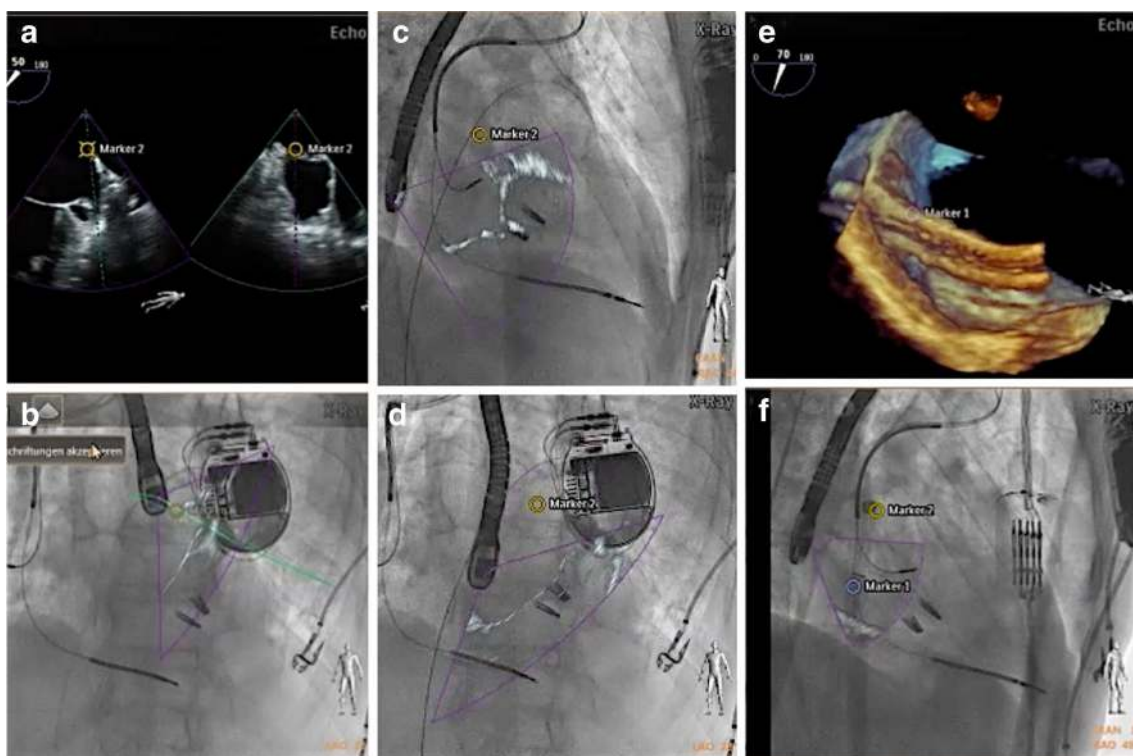 a
Echo
50 180
Marker 2
Marker 2
b
X-Ray
chriftungen akzeptieren
c
X-Ray
Marker 2
d
X-Ray
Marker 2
e
Echo
0 70 180
Marker 1
f
X-Ray
Marker 2
Marker 1